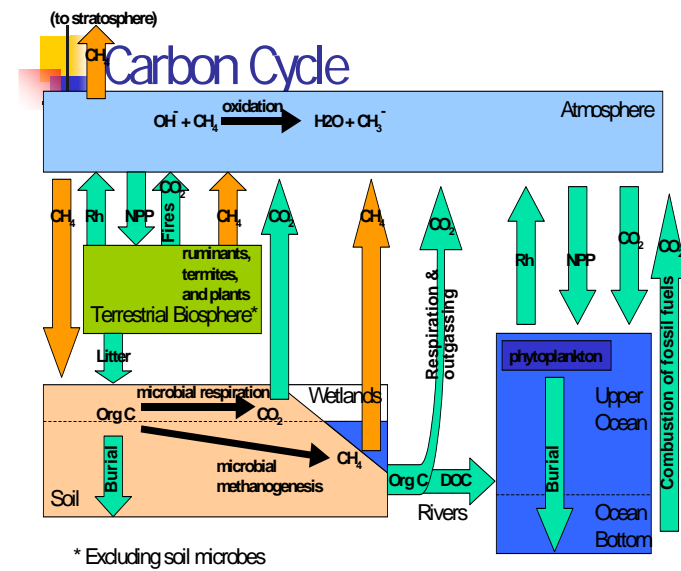 (to stratosphere)
CH4
Carbon Cycle
Atmosphere
oxidation
OH- + CH4
H2O + CH3-
CH4
Rh
NPP
CO2
Fires
CH4
CO2
CH4
CO2
Respiration &
outgassing
Rh
NPP
CO2
CO2
Combustion of fossil fuels
ruminants,
termites,
and plants
Terrestrial Biosphere*
Litter
phytoplankton
microbial respiration
Wetlands
Org C
CO2
Upper
Ocean
CH4
microbial
methanogenesis
Burial
Burial
Org C
DOC
Soil
Rivers
Ocean
Bottom
* Excluding soil microbes